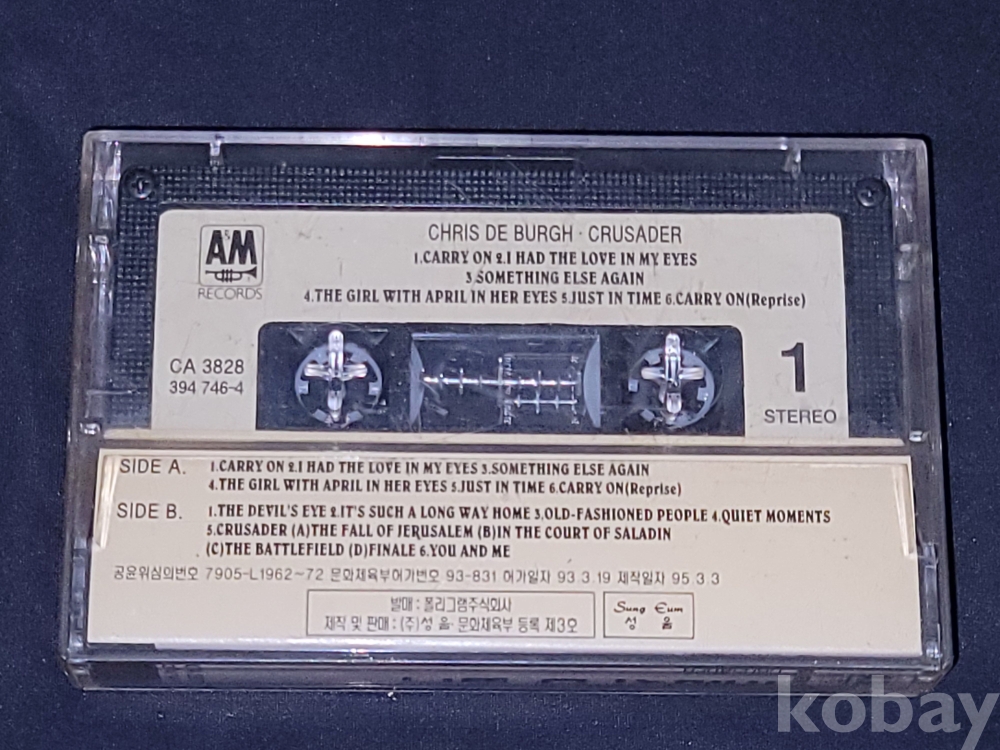 A&M
RECORDS
CHRIS DE BURGH · CRUSADER
1.CARRY ON 2.I HAD THE LOVE IN MY EYES
3.SOMETHING ELSE AGAIN
4.THE GIRL WITH APRIL IN HER EYES 5.JUST IN TIME 6.CARRY ON(Reprise)
CA 3828
394 746-4
1
STEREO
SIDE A. 1.CARRY ON 2.I HAD THE LOVE IN MY EYES 3.SOMETHING ELSE AGAIN
4.THE GIRL WITH APRIL IN HER EYES 5.JUST IN TIME 6.CARRY ON(Reprise)
SIDE B. 1.THE DEVIL'S EYE 2.IT'S SUCH A LONG WAY HOME 3.OLD-FASHIONED PEOPLE 4.QUIET MOMENTS
5.CRUSADER (A)THE FALL OF JERUSALEM (B)IN THE COURT OF SALADIN
(C)THE BATTLEFIELD (D)FINALE 6.YOU AND ME
공윤위심의번호 7905-L1962~72 문화체육부허가번호 93-831 허가일자 93.3.19 제작일자 95.3.3
발매 : 폴리그램주식회사
제작 및 판매 : (주)성 음· 문화체육부 등록 제3호
Sung Eum
성 음
kobay